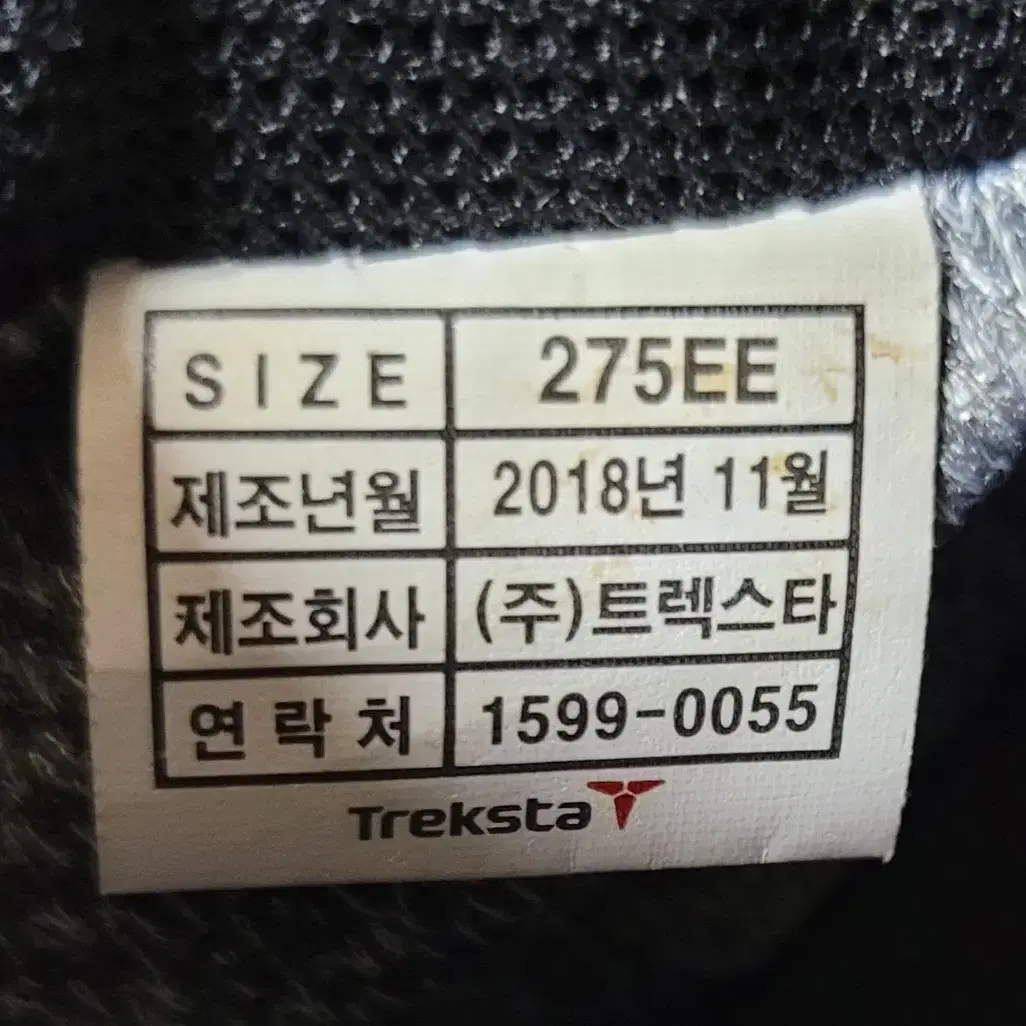 SIZE 275EE
제조년월 2018년 11월
제조회사 (주)트렉스타
연락처 1599-0055
Treksta